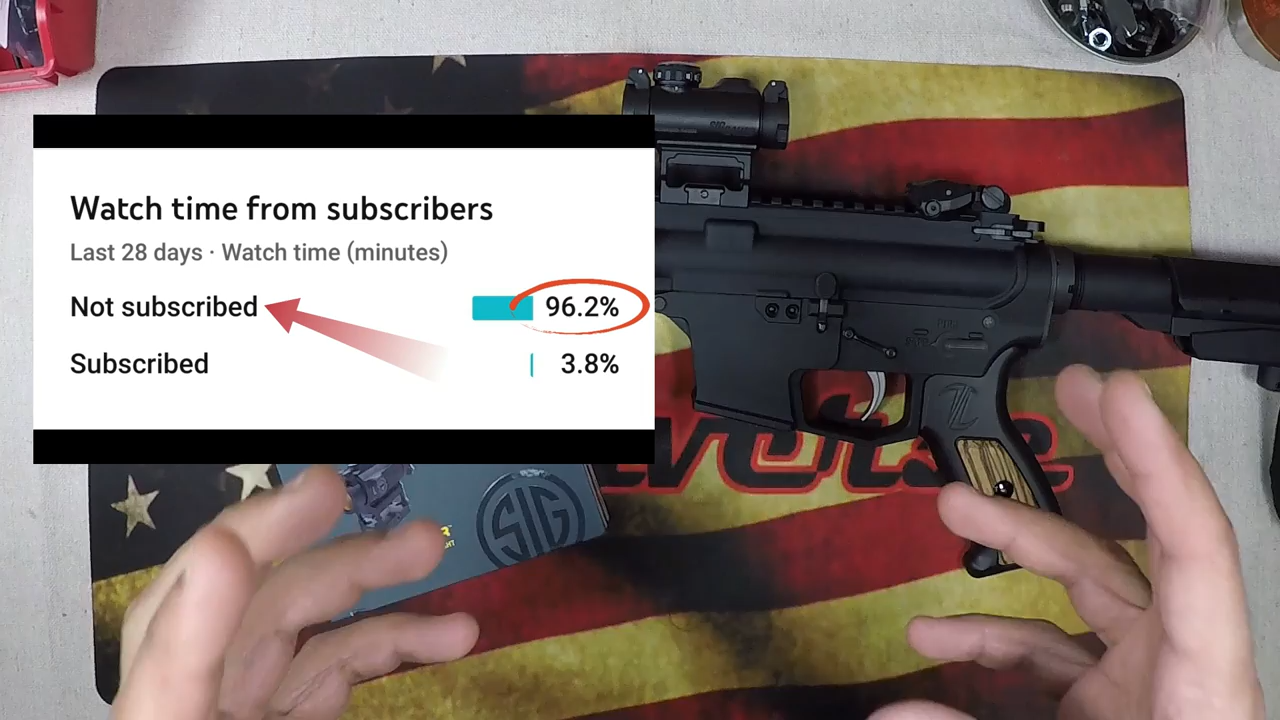 Watch time from subscribers
Last 28 days · Watch time (minutes)
Not subscribed 96.2%
Subscribed 3.8%
SIG